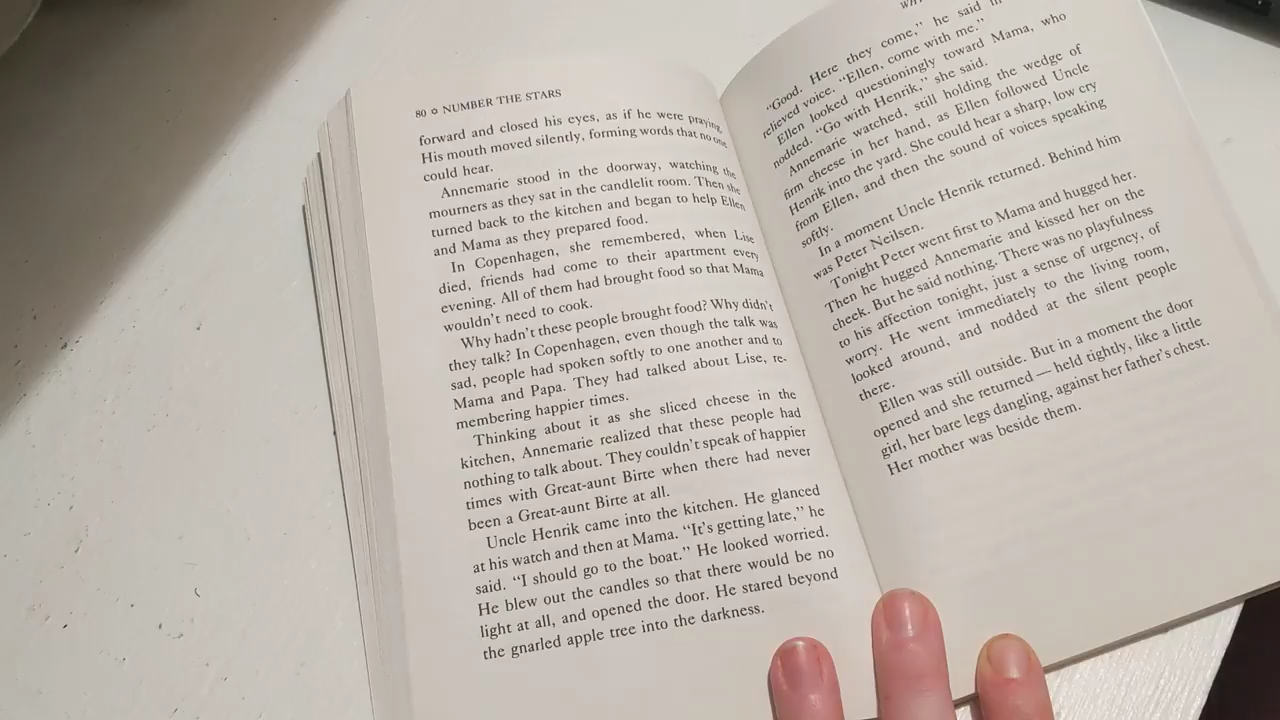 80 ✡ NUMBER THE STARS
forward and closed his eyes, as if he were praying.
His mouth moved silently, forming words that no one
could hear.
Annemarie stood in the doorway, watching the
mourners as they sat in the candlelit room. Then she
turned back to the kitchen and began to help Ellen
and Mama as they prepared food.
In Copenhagen, she remembered, when Lise
died, friends had come to their apartment every
evening. All of them had brought food so that Mama
wouldn't need to cook.
Why hadn't these people brought food? Why didn't
they talk? In Copenhagen, even though the talk was
sad, people had spoken softly to one another and to
Mama and Papa. They had talked about Lise, re-
membering happier times.
Thinking about it as she sliced cheese in the
kitchen, Annemarie realized that these people had
nothing to talk about. They couldn't speak of happier
times with Great-aunt Birte when there had never
been a Great-aunt Birte at all.
Uncle Henrik came into the kitchen. He glanced
at his watch and then at Mama. "It's getting late," he
said. "I should go to the boat." He looked worried.
He blew out the candles so that there would be no
light at all, and opened the door. He stared beyond
the gnarled apple tree into the darkness.
"Good. Here they come," he said in
relieved voice. "Ellen, come with me."
Ellen looked questioningly toward Mama, who
nodded. "Go with Henrik," she said.
Annemarie watched, still holding the wedge of
firm cheese in her hand, as Ellen followed Uncle
Henrik into the yard. She could hear a sharp, low cry
from Ellen, and then the sound of voices speaking
softly.
In a moment Uncle Henrik returned. Behind him
was Peter Neilsen.
Tonight Peter went first to Mama and hugged her.
Then he hugged Annemarie and kissed her on the
cheek. But he said nothing. There was no playfulness
to his affection tonight, just a sense of urgency, of
worry. He went immediately to the living room,
looked around, and nodded at the silent people
there.
Ellen was still outside. But in a moment the door
opened and she returned — held tightly, like a little
girl, her bare legs dangling, against her father's chest.
Her mother was beside them.